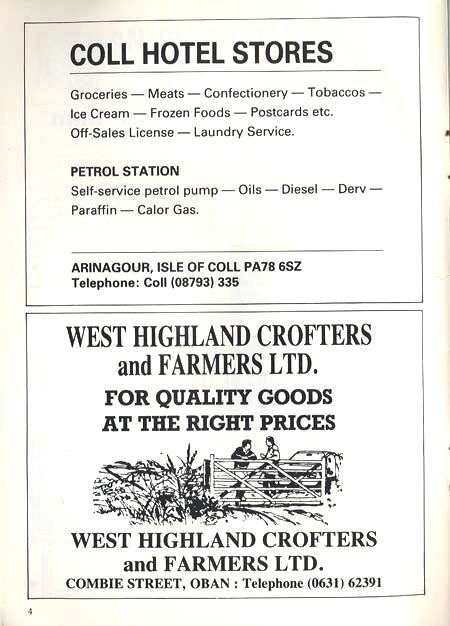 COLL HOTEL STORES
Groceries — Meats — Confectionery — Tobaccos —
Ice Cream — Frozen Foods — Postcards etc.
Off-Sales License — Laundry Service.
PETROL STATION
Self-service petrol pump — Oils — Diesel — Derv —
Paraffin — Calor Gas.
ARINAGOUR, ISLE OF COLL PA78 6SZ
Telephone: Coll (08793) 335
WEST HIGHLAND CROFTERS
and FARMERS LTD.
FOR QUALITY GOODS
AT THE RIGHT PRICES
WEST HIGHLAND CROFTERS
and FARMERS LTD.
COMBIE STREET, OBAN : Telephone (0631) 62391
4